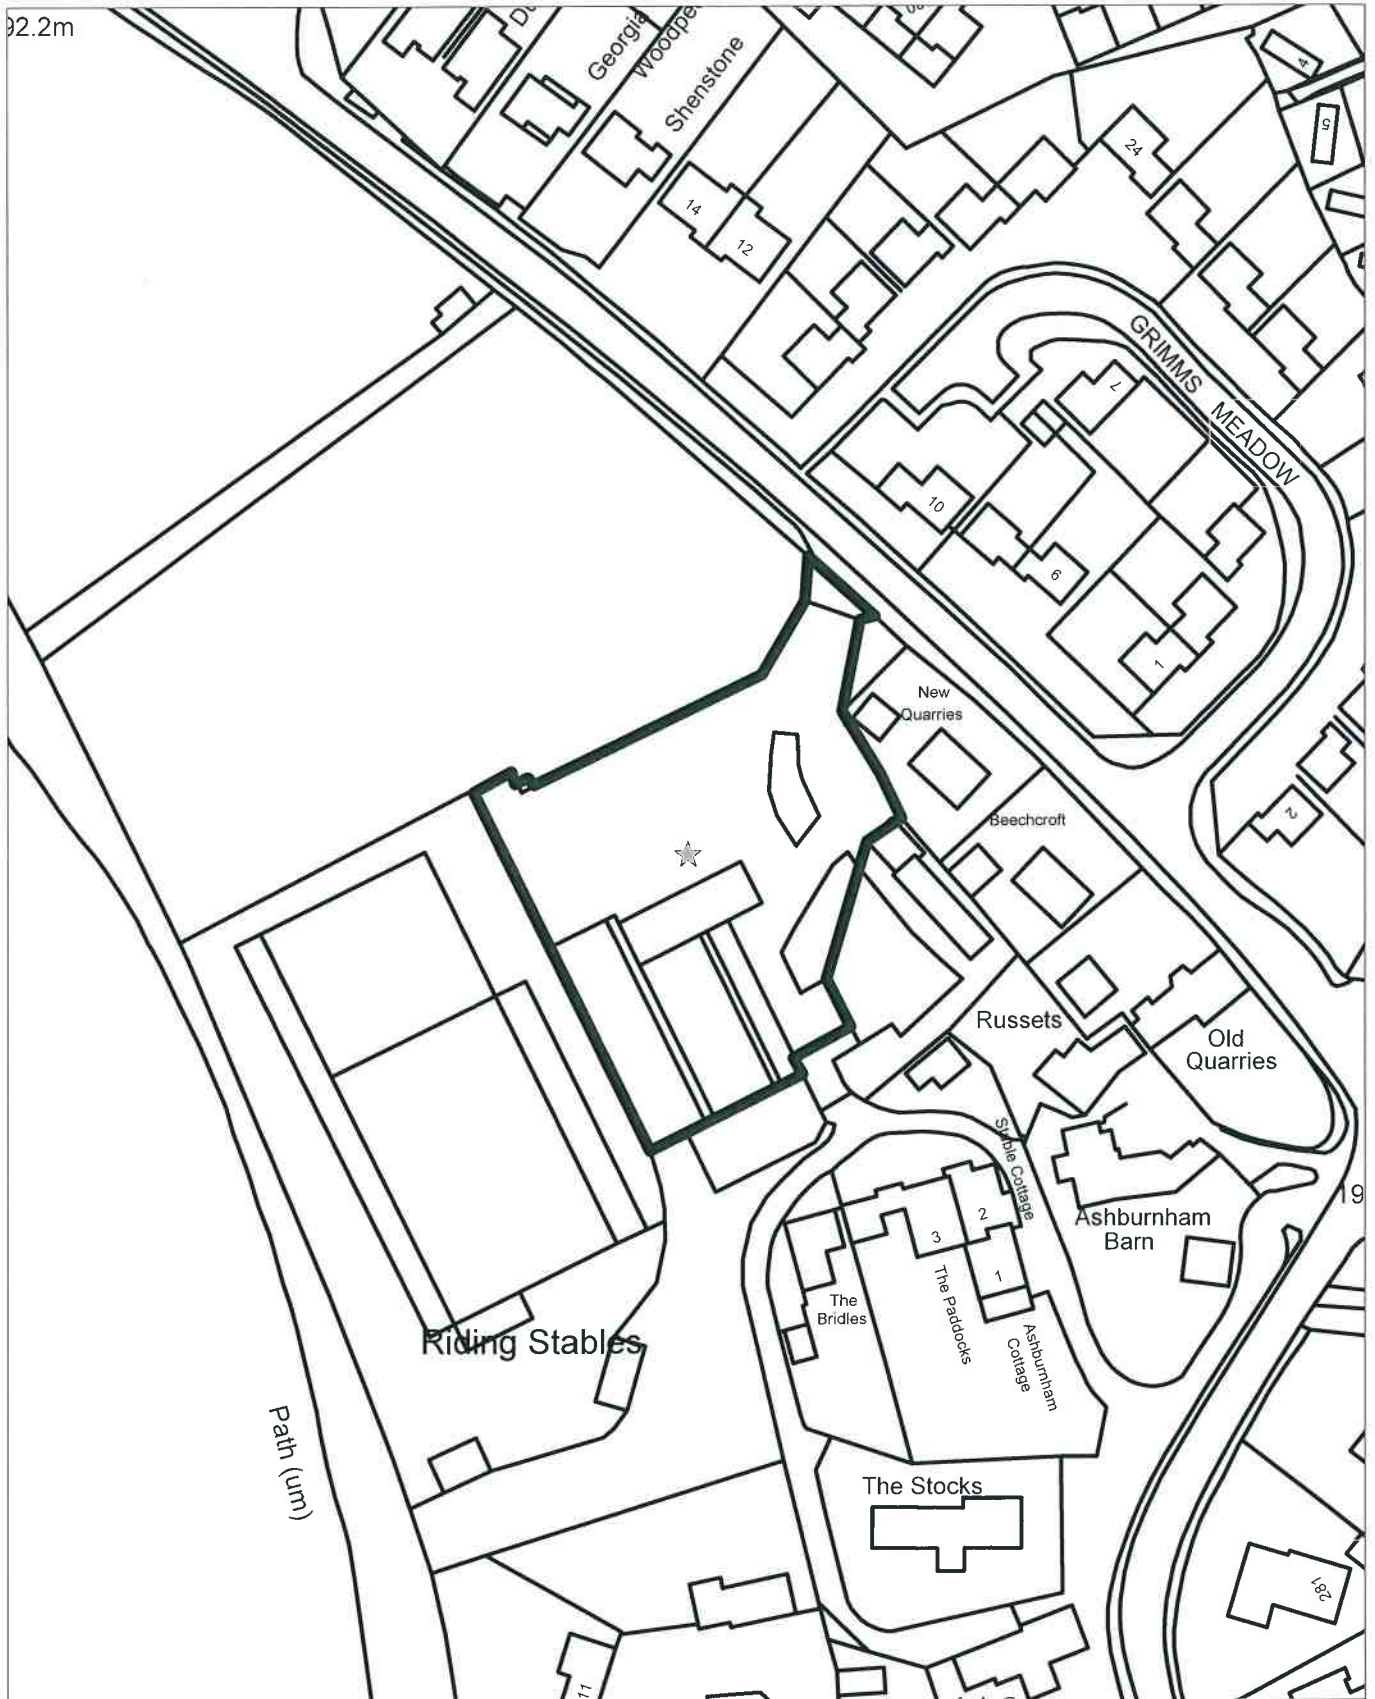 92.2m
Georgia
Shenstone
14
12
24
4
5
GRIMMS MEADOW
7
10
6
1
2
New
Quarries
Beechcroft
Russets
Old
Quarries
Stable Cottage
2
3
1
Ashburnham
Barn
19
The
Bridles
The Paddocks
Ashburnham
Cottage
Riding Stables
Path (um)
The Stocks
281
11